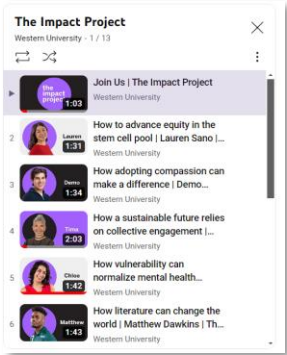 The Impact Project
Western University - 1 / 13
the
impact
project
1:03
Join Us | The Impact Project
Western University
2
Lauren
1:31
How to advance equity in the
stem cell pool | Lauren Sano |...
Western University
3
Demo
1:34
How adopting compassion can
make a difference | Demo...
Western University
4
Tima
2:03
How a sustainable future relies
on collective engagement |...
Western University
5
Chloe
1:42
How vulnerability can
normalize mental health...
Western University
6
Matthew
1:43
How literature can change the
world | Matthew Dawkins | Th...
Western University